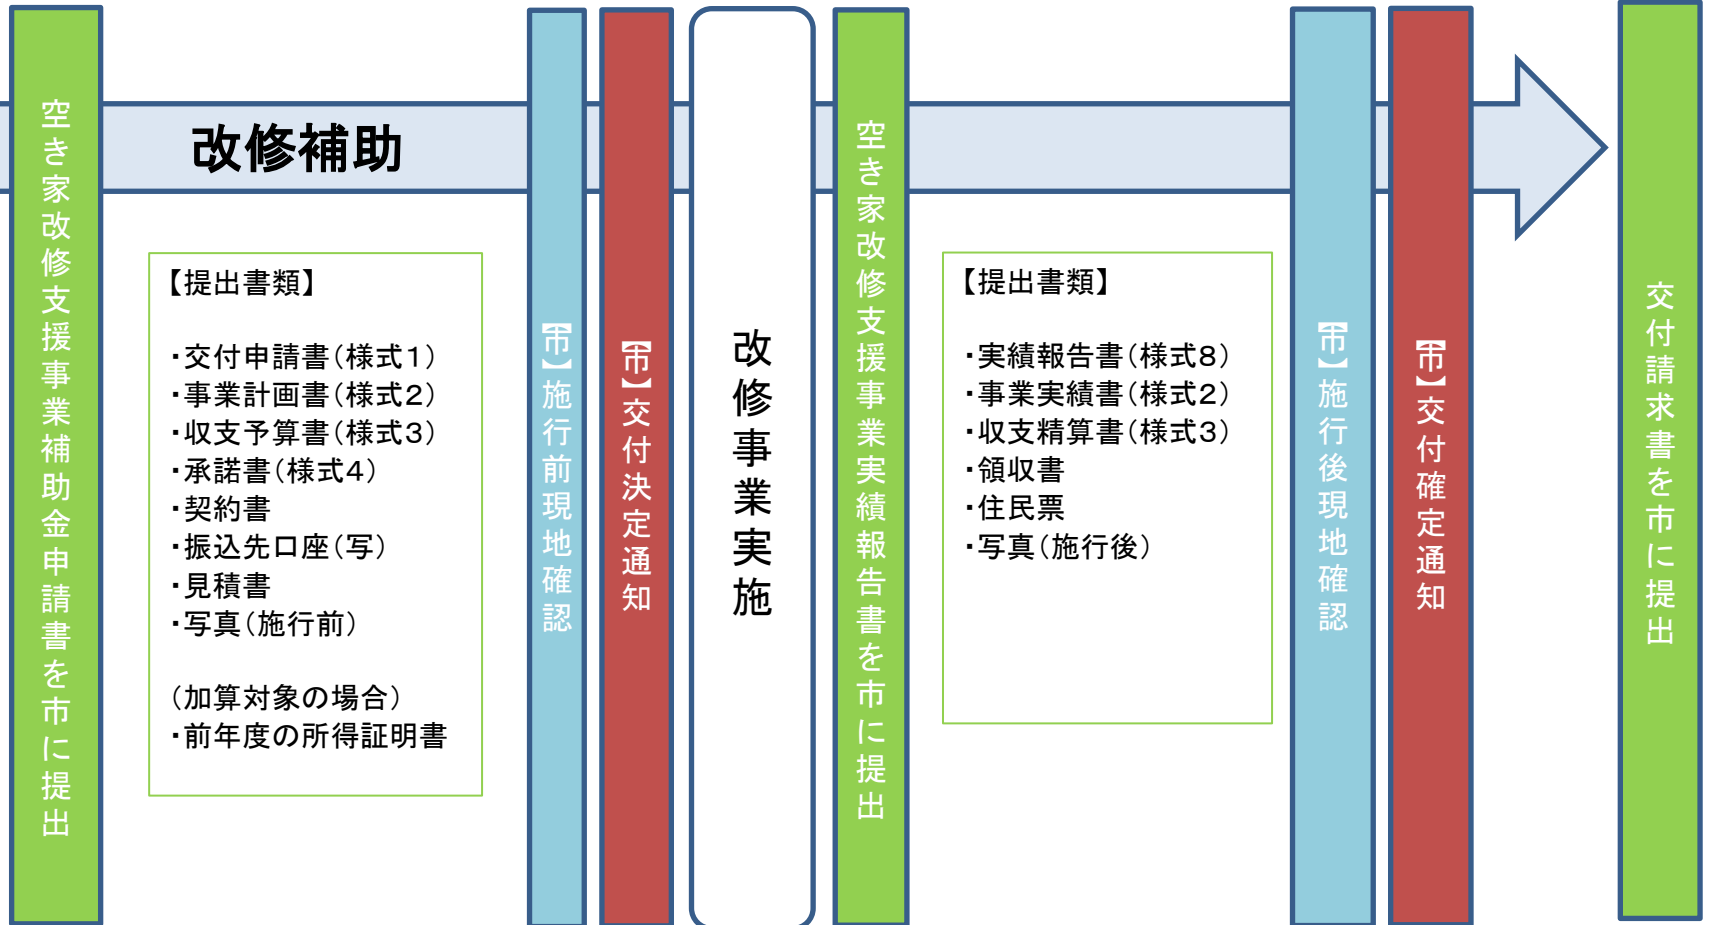 空き家改修支援事業補助金申請書を市に提出
改修補助
【提出書類】
・交付申請書(様式1)
・事業計画書(様式2)
・収支予算書(様式3)
・承諾書(様式4)
・契約書
・振込先口座(写)
・見積書
・写真(施行前)
(加算対象の場合)
・前年度の所得証明書
【市】施行前現地確認
【市】交付決定通知
改修事業実施
空き家改修支援事業実績報告書を市に提出
【提出書類】
・実績報告書(様式8)
・事業実績書(様式2)
・収支精算書(様式3)
・領収書
・住民票
・写真(施行後)
【市】施行後現地確認
【市】交付確定通知
交付請求書を市に提出